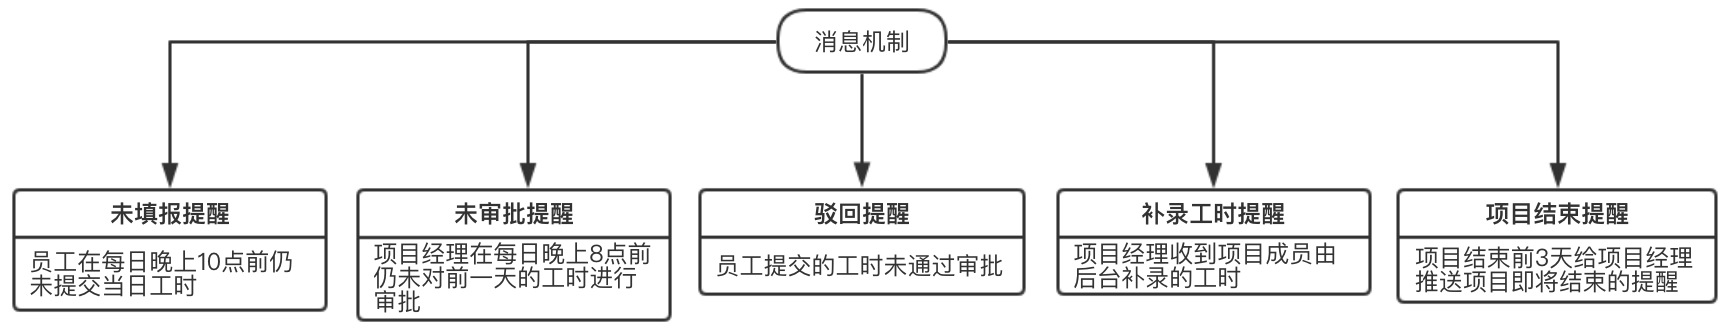 消息机制
未填报提醒
员工在每日晚上10点前仍
未提交当日工时
未审批提醒
项目经理在每日晚上8点前
仍未对前一天的工时进行
审批
驳回提醒
员工提交的工时未通过审批
补录工时提醒
项目经理收到项目成员由
后台补录的工时
项目结束提醒
项目结束前3天给项目经理
推送项目即将结束的提醒